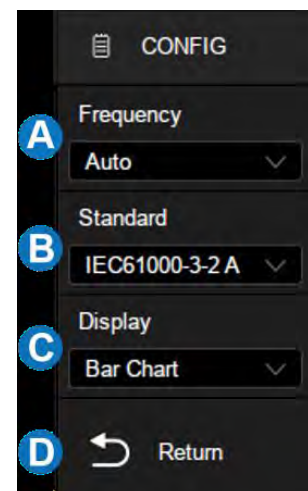 CONFIG
A
Frequency
Auto
B
Standard
IEC61000-3-2 A
C
Display
Bar Chart
D
Return